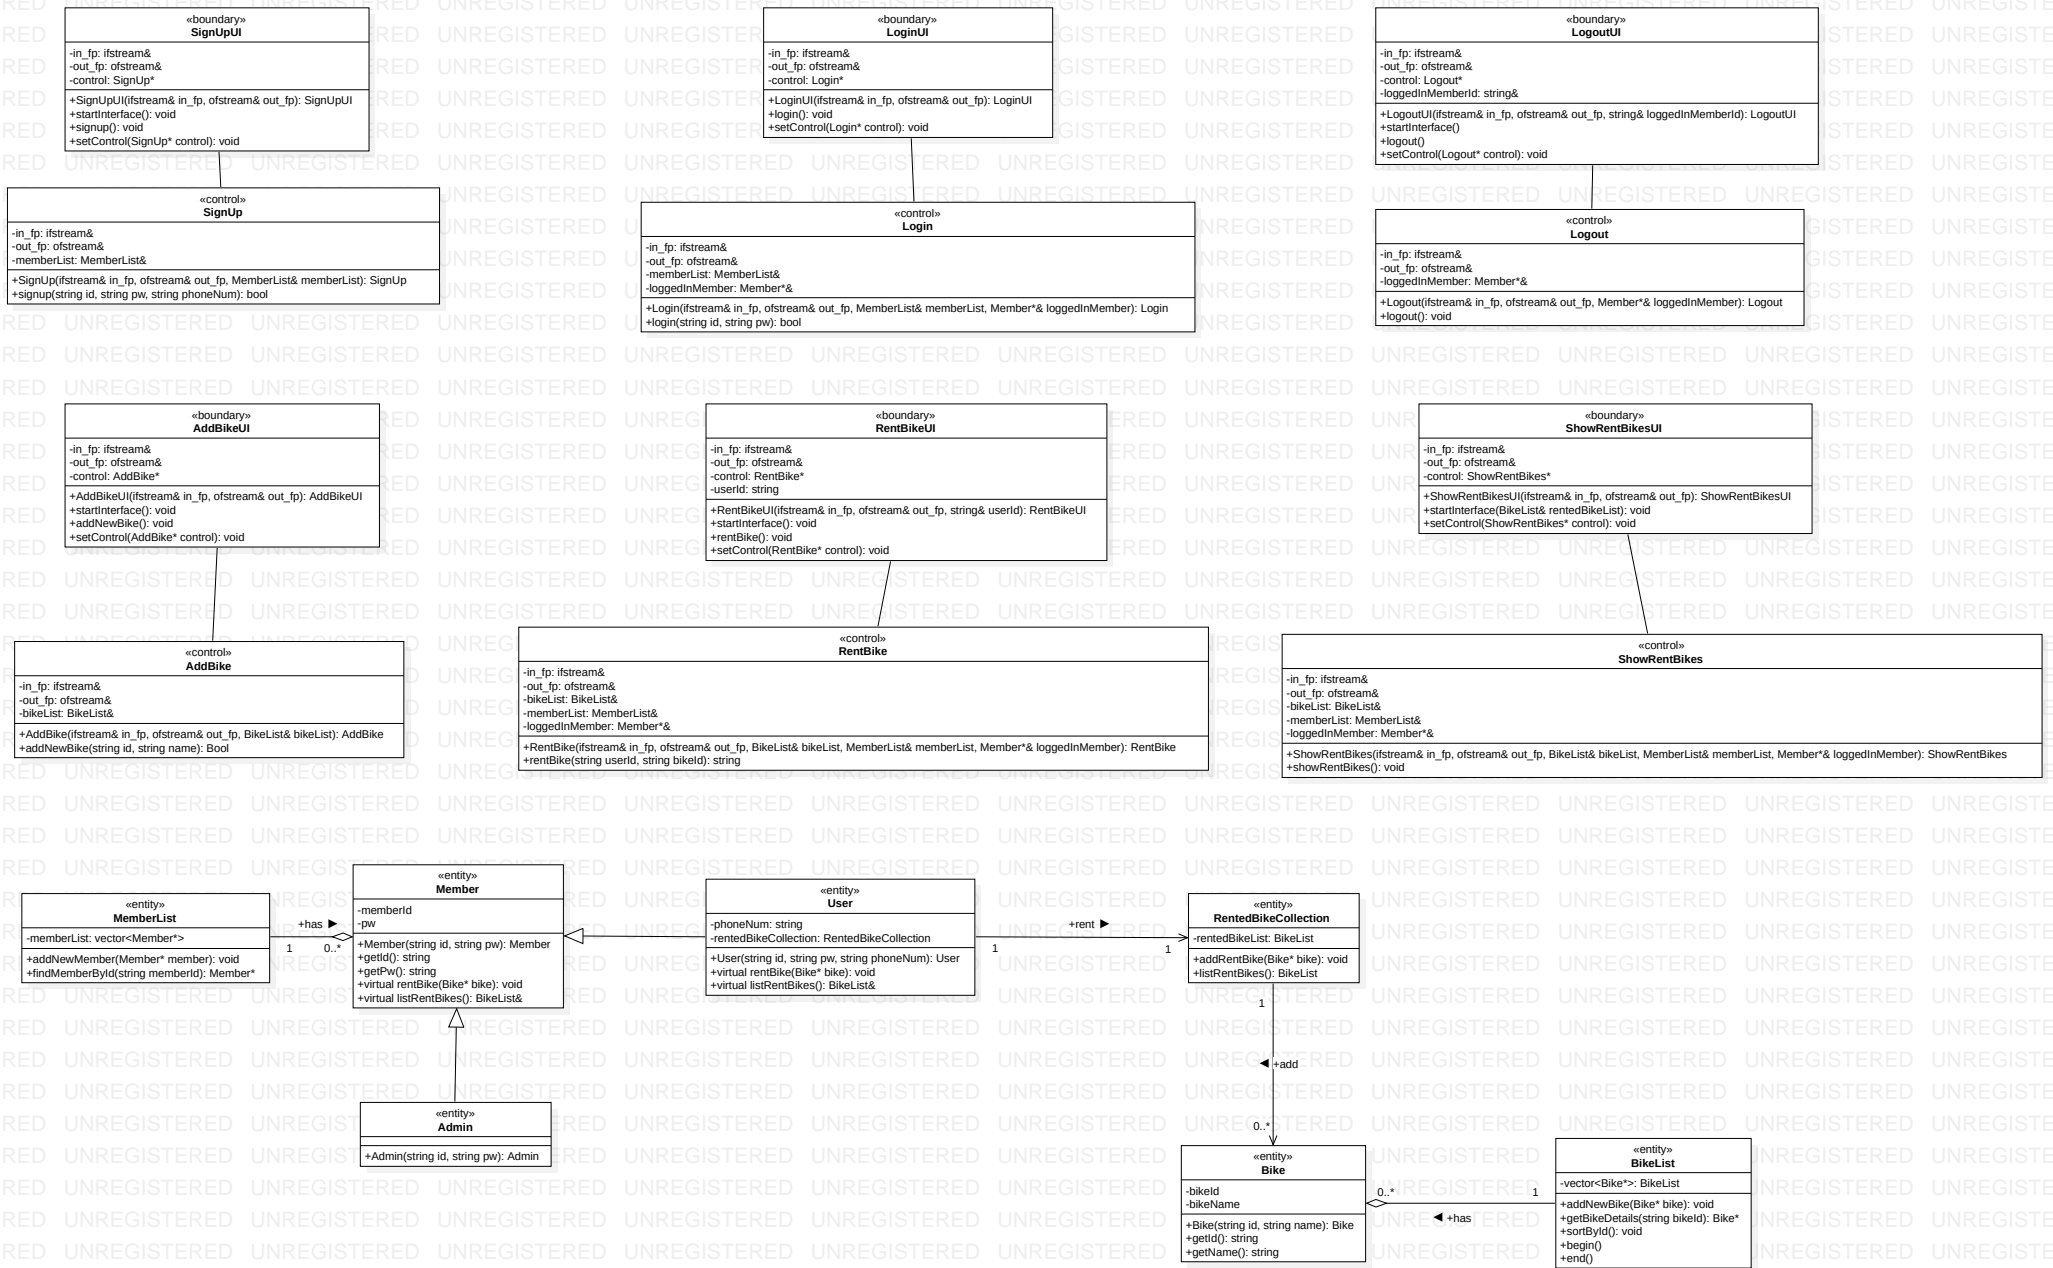 «boundary»
SignUpUI
-in_fp: ifstream&
-out_fp: ofstream&
-control: SignUp*
+SignUpUI(ifstream& in_fp, ofstream& out_fp): SignUpUI
+startInterface(): void
+signup(): void
+setControl(SignUp* control): void
«boundary»
LoginUI
-in_fp: ifstream&
-out_fp: ofstream&
-control: Login*
+LoginUI(ifstream& in_fp, ofstream& out_fp): LoginUI
+login(): void
+setControl(Login* control): void
«boundary»
LogoutUI
-in_fp: ifstream&
-out_fp: ofstream&
-control: Logout*
-loggedInMemberId: string&
+LogoutUI(ifstream& in_fp, ofstream& out_fp, string& loggedInMemberId): LogoutUI
+startInterface()
+logout()
+setControl(Logout* control): void
«control»
SignUp
-in_fp: ifstream&
-out_fp: ofstream&
-memberList: MemberList&
+SignUp(ifstream& in_fp, ofstream& out_fp, MemberList& memberList): SignUp
+signup(string id, string pw, string phoneNum): bool
«control»
Login
-in_fp: ifstream&
-out_fp: ofstream&
-memberList: MemberList&
-loggedInMember: Member*&
+Login(ifstream& in_fp, ofstream& out_fp, MemberList& memberList, Member*& loggedInMember): Login
+login(string id, string pw): bool
«control»
Logout
-in_fp: ifstream&
-out_fp: ofstream&
-loggedInMember: Member*&
+Logout(ifstream& in_fp, ofstream& out_fp, Member*& loggedInMember): Logout
+logout(): void
«boundary»
AddBikeUI
-in_fp: ifstream&
-out_fp: ofstream&
-control: AddBike*
+AddBikeUI(ifstream& in_fp, ofstream& out_fp): AddBikeUI
+startInterface(): void
+addNewBike(): void
+setControl(AddBike* control): void
«boundary»
RentBikeUI
-in_fp: ifstream&
-out_fp: ofstream&
-control: RentBike*
-userId: string
+RentBikeUI(ifstream& in_fp, ofstream& out_fp, string& userId): RentBikeUI
+startInterface(): void
+rentBike(): void
+setControl(RentBike* control): void
«boundary»
ShowRentBikesUI
-in_fp: ifstream&
-out_fp: ofstream&
-control: ShowRentBikes*
+ShowRentBikesUI(ifstream& in_fp, ofstream& out_fp): ShowRentBikesUI
+startInterface(BikeList& rentedBikeList): void
+setControl(ShowRentBikes* control): void
«control»
AddBike
-in_fp: ifstream&
-out_fp: ofstream&
-bikeList: BikeList&
+AddBike(ifstream& in_fp, ofstream& out_fp, BikeList& bikeList): AddBike
+addNewBike(string id, string name): Bool
«control»
RentBike
-in_fp: ifstream&
-out_fp: ofstream&
-bikeList: BikeList&
-memberList: MemberList&
-loggedInMember: Member*&
+RentBike(ifstream& in_fp, ofstream& out_fp, BikeList& bikeList, MemberList& memberList, Member*& loggedInMember): RentBike
+rentBike(string userId, string bikeId): string
«control»
ShowRentBikes
-in_fp: ifstream&
-out_fp: ofstream&
-bikeList: BikeList&
-memberList: MemberList&
-loggedInMember: Member*&
+ShowRentBikes(ifstream& in_fp, ofstream& out_fp, BikeList& bikeList, MemberList& memberList, Member*& loggedInMember): ShowRentBikes
+showRentBikes(): void
«entity»
MemberList
-memberList: vector<Member*>
+addNewMember(Member* member): void
+findMemberById(string memberId): Member*
+has ►
1
0..*
«entity»
Member
-memberId
-pw
+Member(string id, string pw): Member
+getId(): string
+getPw(): string
+virtual rentBike(Bike* bike): void
+virtual listRentBikes(): BikeList&
«entity»
User
-phoneNum: string
-rentedBikeCollection: RentedBikeCollection
+User(string id, string pw, string phoneNum): User
+virtual rentBike(Bike* bike): void
+virtual listRentBikes(): BikeList&
+rent ►
1
1
«entity»
RentedBikeCollection
-rentedBikeList: BikeList
+addRentBike(Bike* bike): void
+listRentBikes(): BikeList
1
◄ +add
0..*
«entity»
Admin
+Admin(string id, string pw): Admin
«entity»
Bike
-bikeId
-bikeName
+Bike(string id, string name): Bike
+getId(): string
+getName(): string
0..*
1
◄ +has
«entity»
BikeList
-vector<Bike*>: BikeList
+addNewBike(Bike* bike): void
+getBikeDetails(string bikeId): Bike*
+sortById(): void
+begin()
+end()
UNREGISTERED